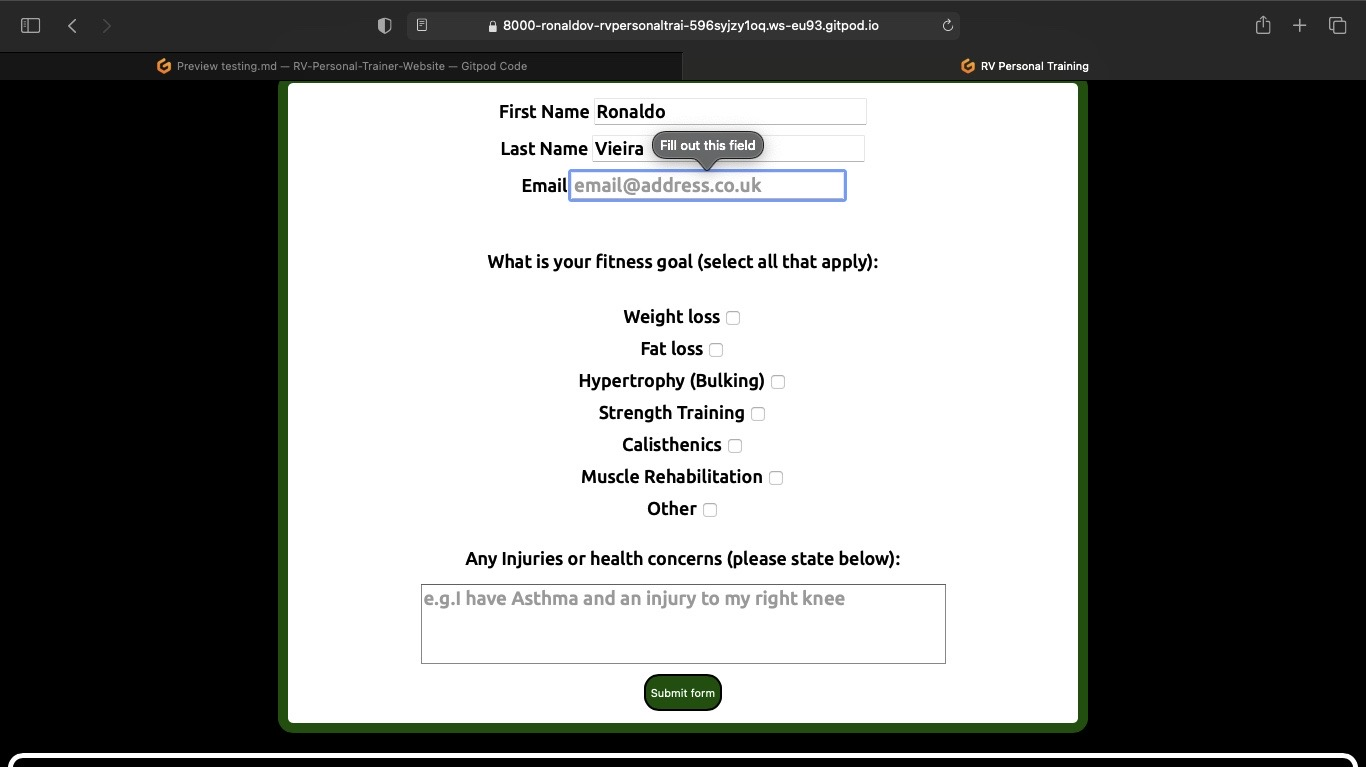 8000-ronaldov-rvpersonaltrai-596syjzy1oq.ws-eu93.gitpod.io
Preview testing.md — RV-Personal-Trainer-Website — Gitpod Code
RV Personal Training
First Name Ronaldo
Last Name Vieira
Fill out this field
Email email@address.co.uk
What is your fitness goal (select all that apply):
Weight loss
Fat loss
Hypertrophy (Bulking)
Strength Training
Calisthenics
Muscle Rehabilitation
Other
Any Injuries or health concerns (please state below):
e.g.I have Asthma and an injury to my right knee
Submit form